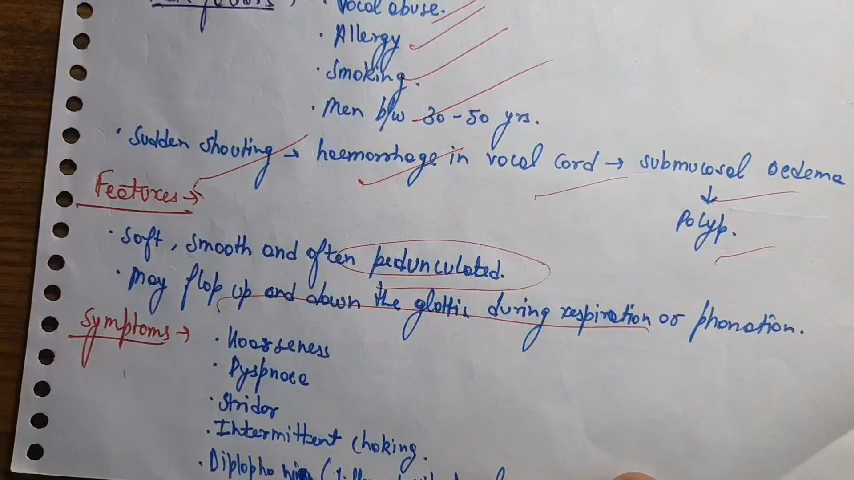 · Vocal abuse.
· Allergy
· Smoking.
· Men b/w 30-50 yrs.
· Sudden shouting → haemorrhage in vocal cord → submucosal oedema
↓
Polyp.
Features →
· Soft, smooth and often pedunculated.
· May flop up and down the glottis during respiration or phonation.
Symptoms →
· Hoarseness
· Dyspnoea
· Stridor
· Intermittent choking.